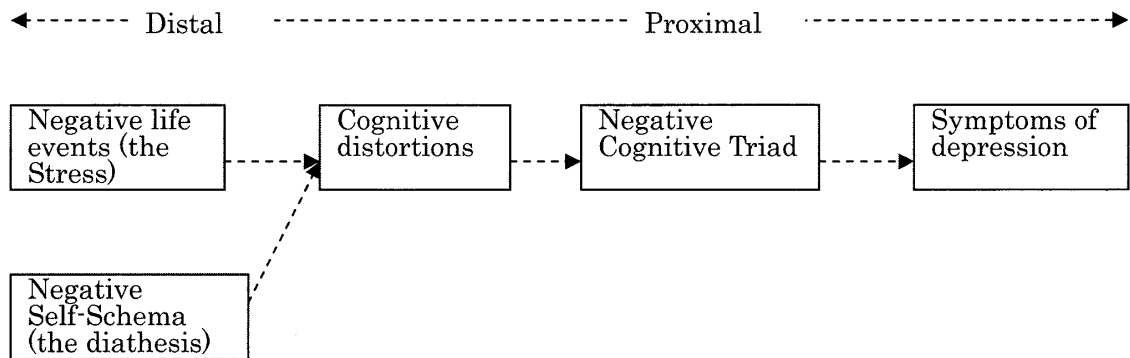 Distal Proximal
Negative life
events (the
Stress)
Cognitive
distortions
Negative
Cognitive Triad
Symptoms of
depression
Negative
Self-Schema
(the diathesis)